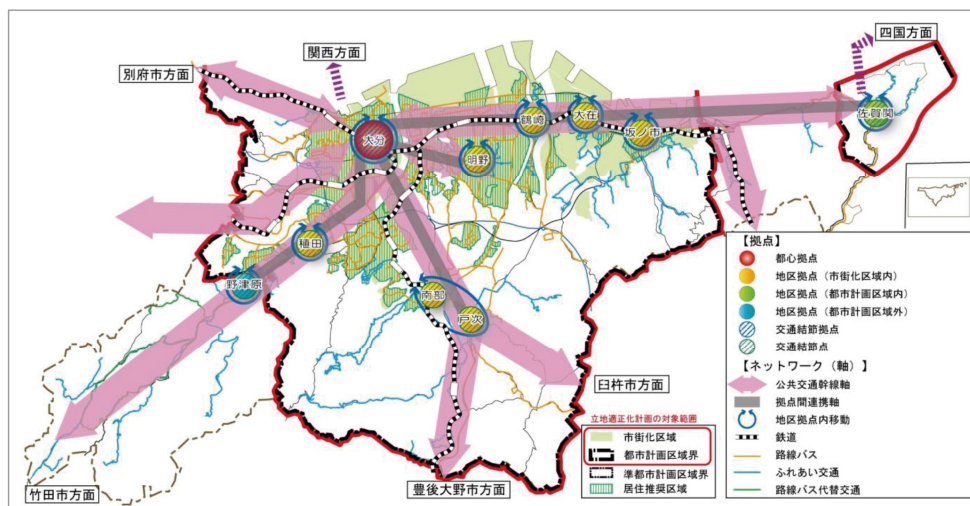 四国方面
関西方面
別府市方面
大分
鶴崎
大在
坂ノ市
佐賀関
明野
稙田
野津原
南部
戸次
臼杵市方面
豊後大野市方面
竹田市方面
立地適正化計画の対象範囲
市街化区域
都市計画区域界
準都市計画区域界
居住推奨区域
【拠点】
都心拠点
地区拠点（市街化区域内）
地区拠点（都市計画区域内）
地区拠点（都市計画区域外）
交通結節拠点
交通結節点
【ネットワーク（軸）】
公共交通幹線軸
拠点間連携軸
地区拠点内移動
鉄道
路線バス
ふれあい交通
路線バス代替交通